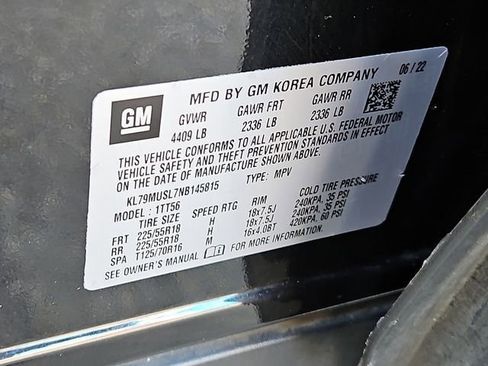 MFD BY GM KOREA COMPANY 06/22
GM
GVWR GAWR FRT GAWR RR
4409 LB 2336 LB 2336 LB
THIS VEHICLE CONFORMS TO ALL APPLICABLE U.S. FEDERAL MOTOR
VEHICLE SAFETY AND THEFT PREVENTION STANDARDS IN EFFECT
ON THE DATE OF MANUFACTURE SHOWN ABOVE.
KL79MUSL7NB145815 TYPE: MPV
MODEL: 1TT56
TIRE SIZE SPEED RTG RIM COLD TIRE PRESSURE
FRT 225/55R18 H 18x7.5J 240KPA, 35 PSI
RR 225/55R18 H 18x7.5J 240KPA, 35 PSI
SPA T125/70R16 M 16x4.0BT 420KPA, 60 PSI
SEE OWNER'S MANUAL FOR MORE INFORMATION.